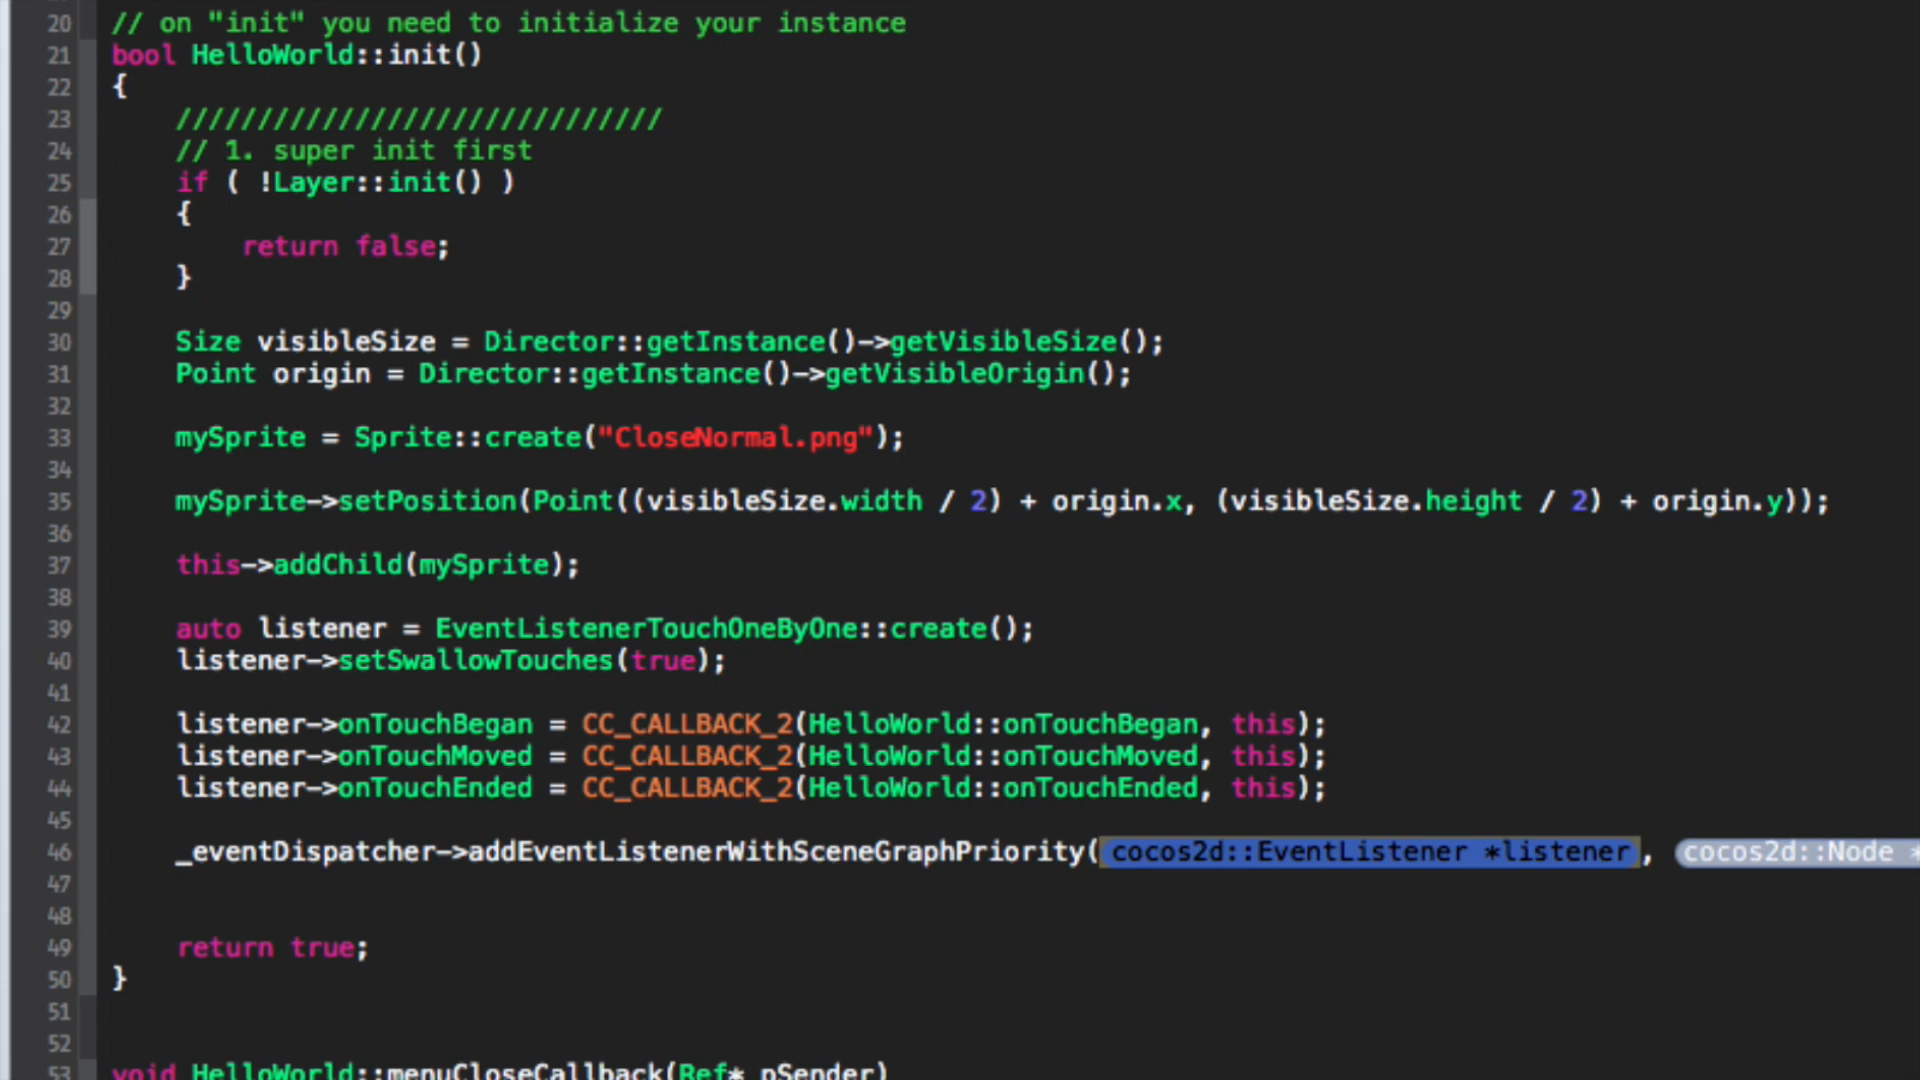 20 // on "init" you need to initialize your instance
21 bool HelloWorld::init()
22 {
23 //////////////////////////////
24 // 1. super init first
25 if ( !Layer::init() )
26 {
27 return false;
28 }
29
30 Size visibleSize = Director::getInstance()->getVisibleSize();
31 Point origin = Director::getInstance()->getVisibleOrigin();
32
33 mySprite = Sprite::create("CloseNormal.png");
34
35 mySprite->setPosition(Point((visibleSize.width / 2) + origin.x, (visibleSize.height / 2) + origin.y));
36
37 this->addChild(mySprite);
38
39 auto listener = EventListenerTouchOneByOne::create();
40 listener->setSwallowTouches(true);
41
42 listener->onTouchBegan = CC_CALLBACK_2(HelloWorld::onTouchBegan, this);
43 listener->onTouchMoved = CC_CALLBACK_2(HelloWorld::onTouchMoved, this);
44 listener->onTouchEnded = CC_CALLBACK_2(HelloWorld::onTouchEnded, this);
45
46 _eventDispatcher->addEventListenerWithSceneGraphPriority(cocos2d::EventListener *listener, cocos2d::Node *
47
48
49 return true;
50 }
51
52
53 void HelloWorld::menuCloseCallback(Ref* pSender)